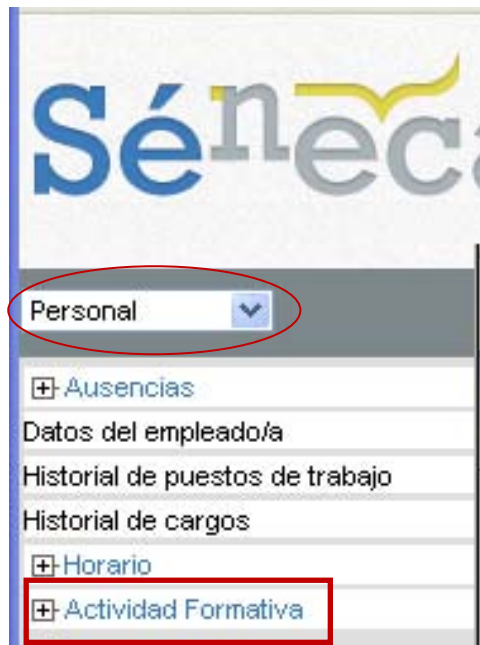 Séneca
Personal
Ausencias
Datos del empleado/a
Historial de puestos de trabajo
Historial de cargos
Horario
Actividad Formativa